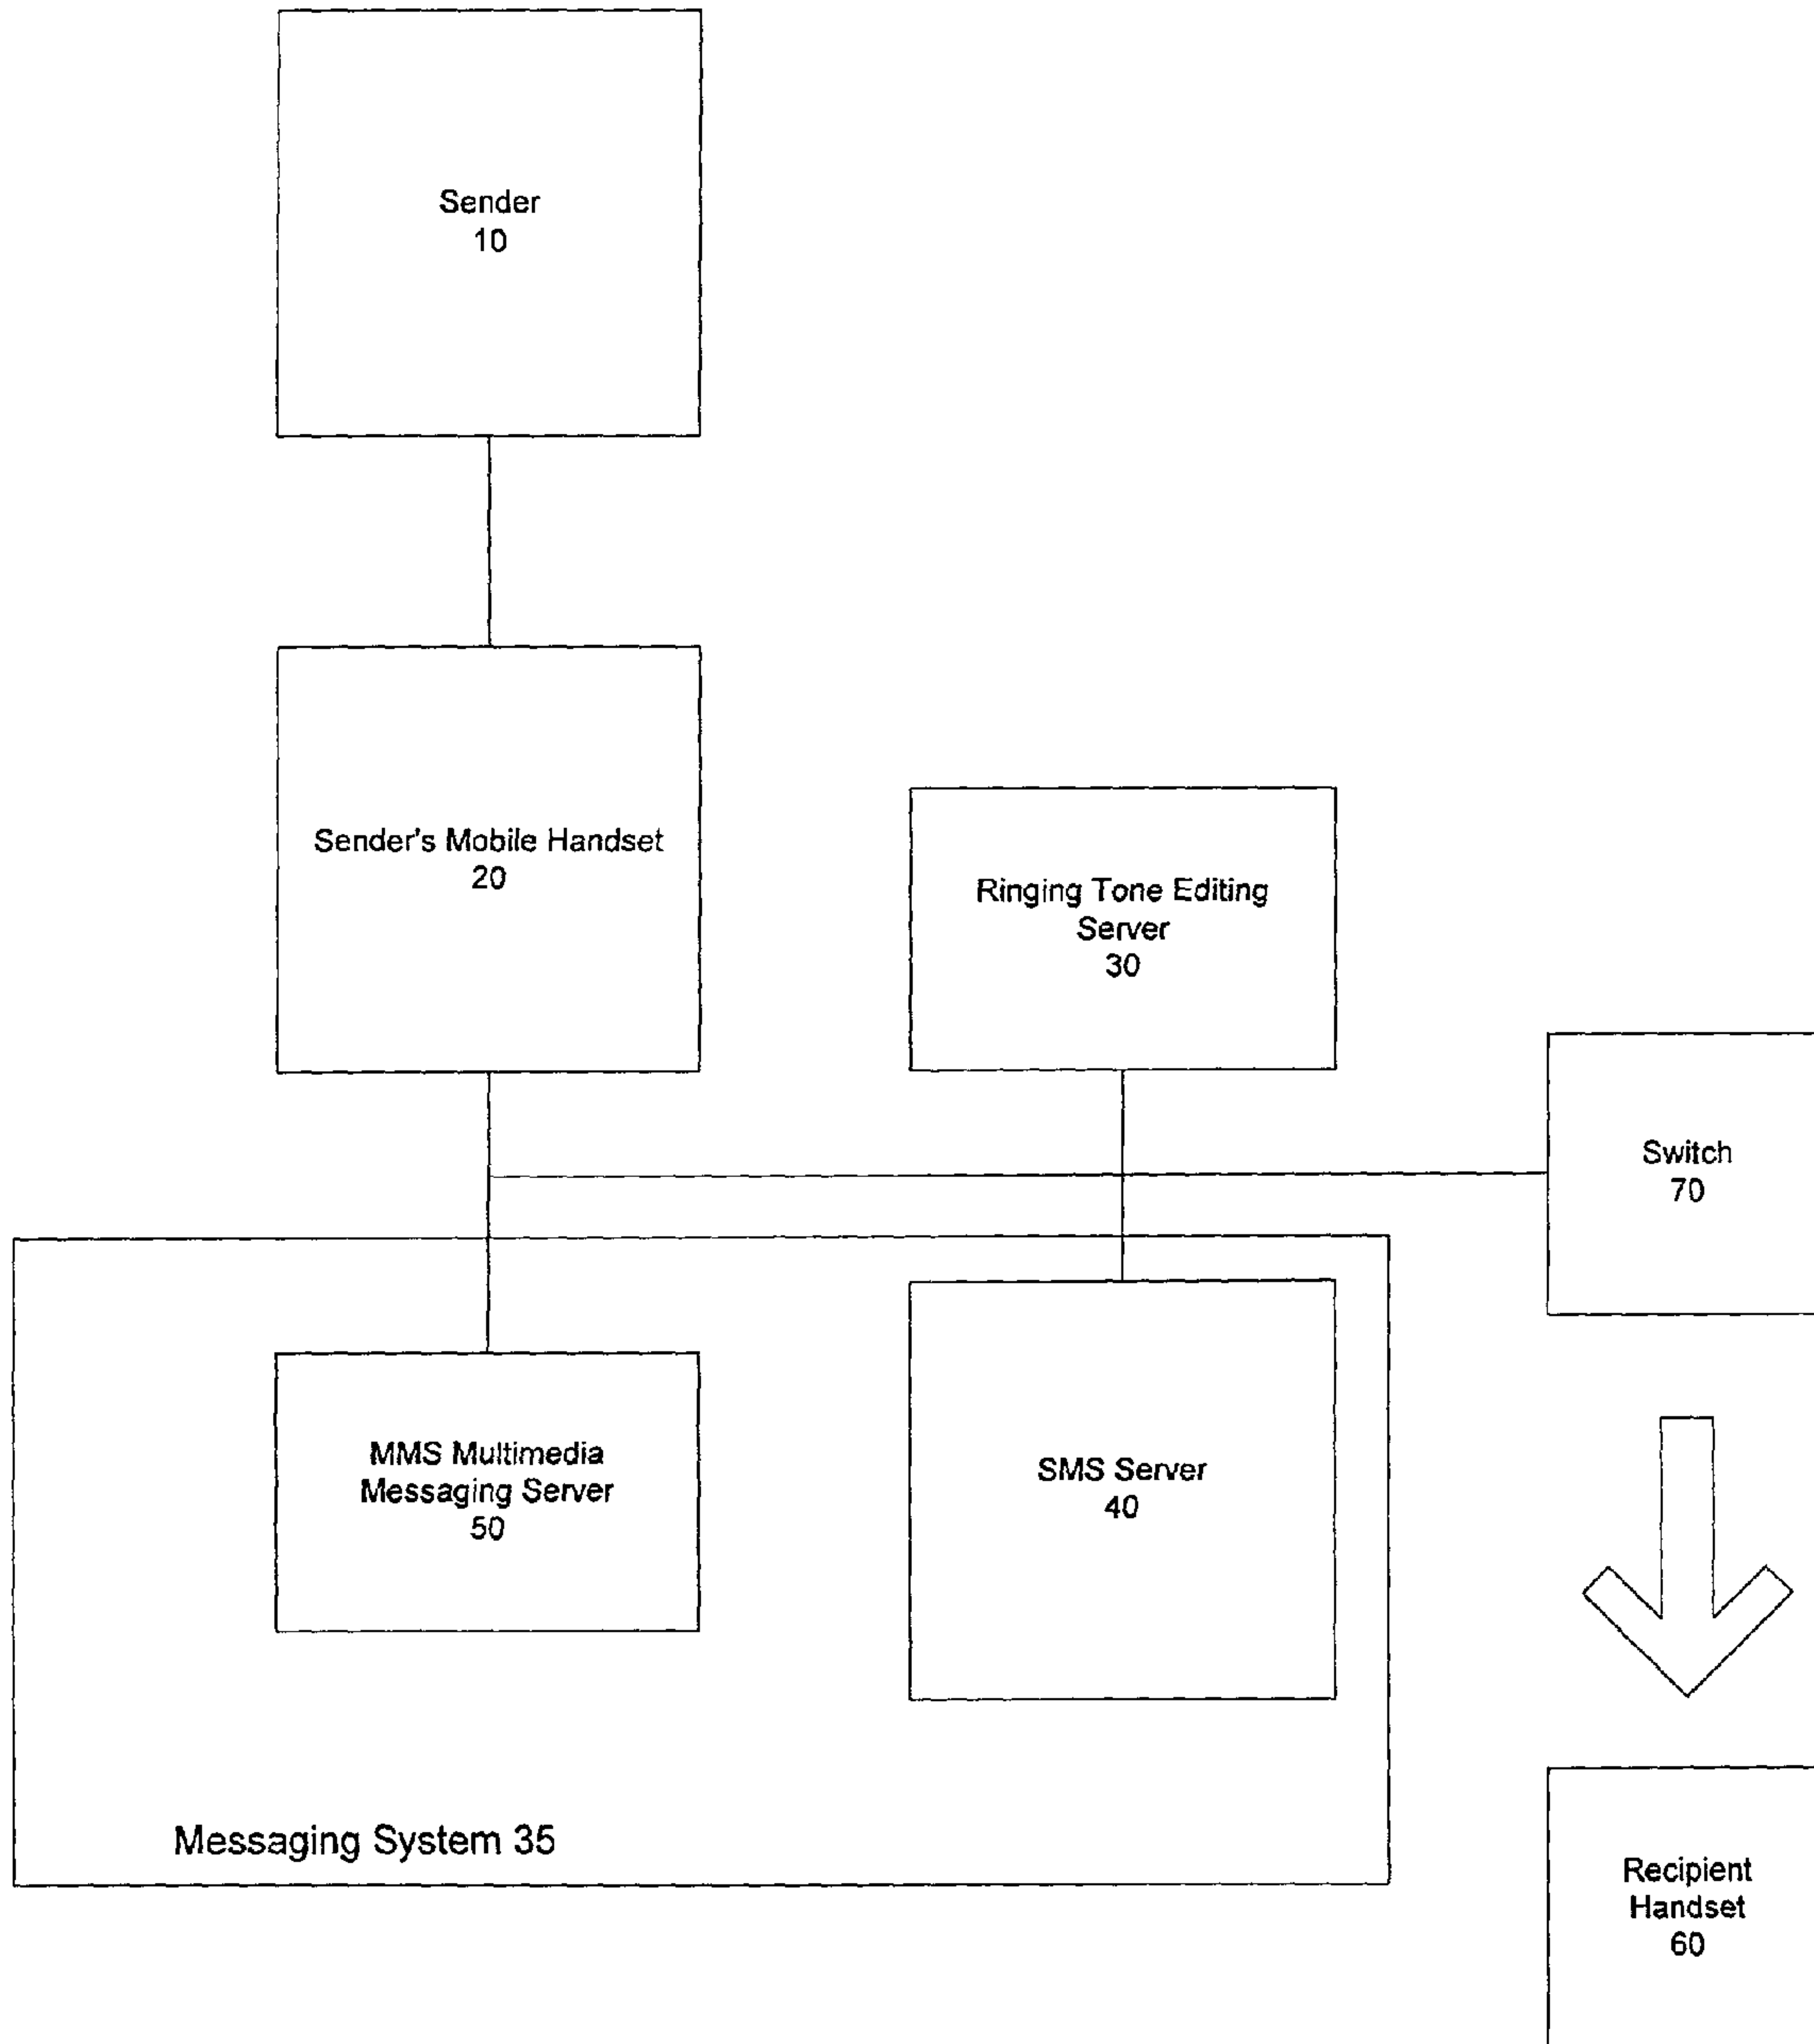 Sender
10
Sender's Mobile Handset
20
Ringing Tone Editing
Server
30
Switch
70
MMS Multimedia
Messaging Server
50
SMS Server
40
Messaging System 35
Recipient
Handset
60